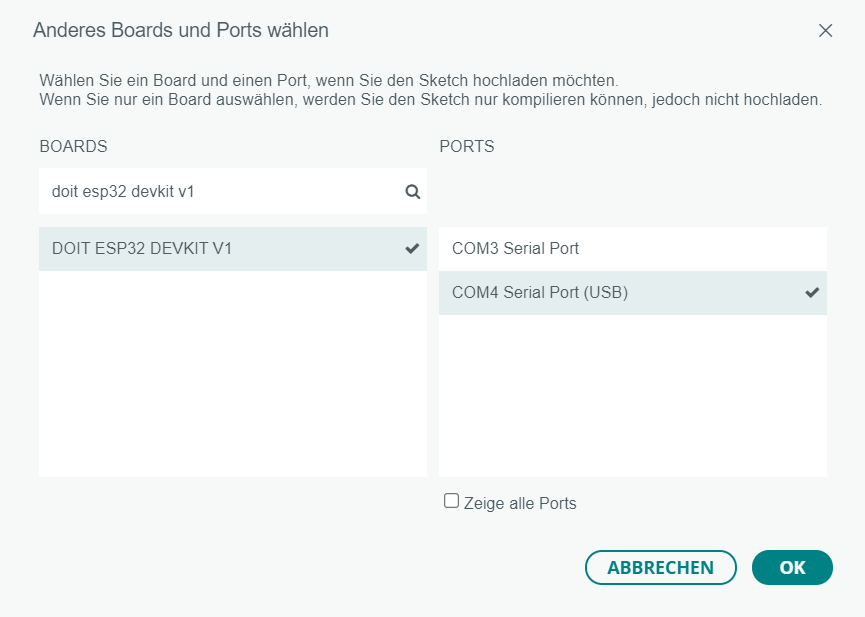 Anderes Boards und Ports wählen
Wählen Sie ein Board und einen Port, wenn Sie den Sketch hochladen möchten.
Wenn Sie nur ein Board auswählen, werden Sie den Sketch nur kompilieren können, jedoch nicht hochladen.
BOARDS
doit esp32 devkit v1
DOIT ESP32 DEVKIT V1
PORTS
COM3 Serial Port
COM4 Serial Port (USB)
Zeige alle Ports
ABBRECHEN
OK